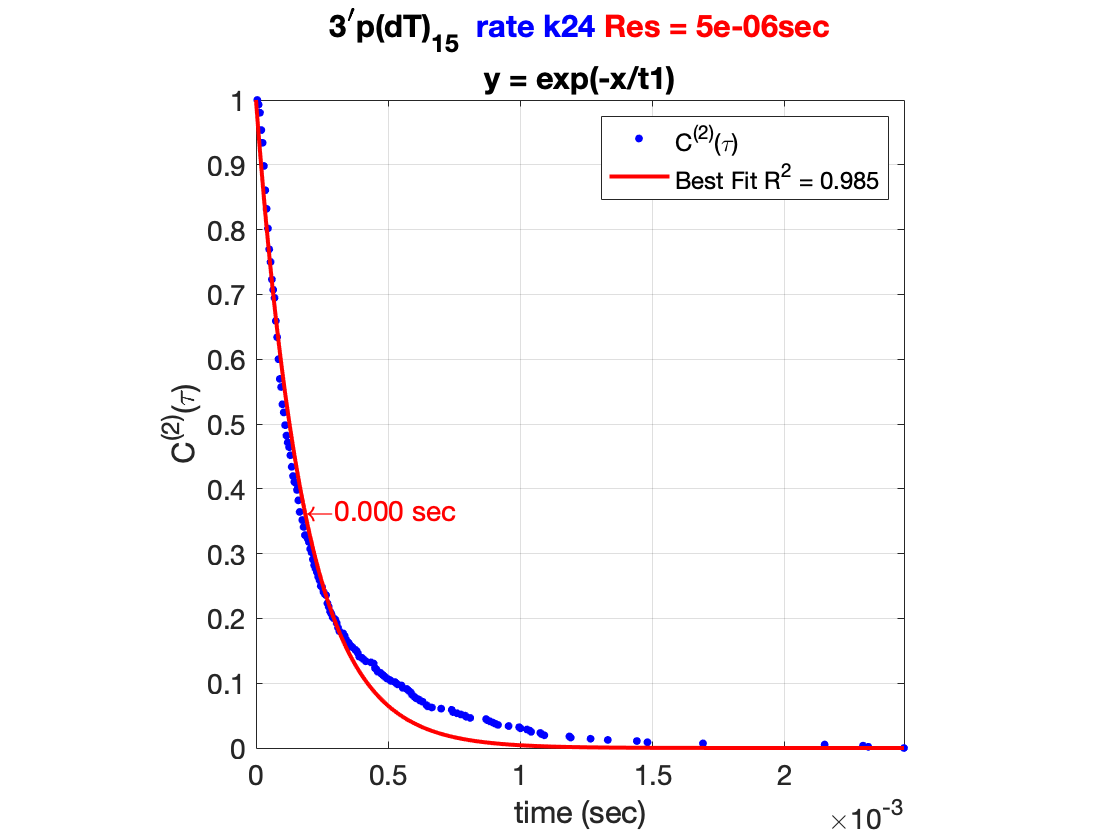 3′p(dT)15 rate k24 Res = 5e-06sec
y = exp(-x/t1)
C(2)(τ)
Best Fit R2 = 0.985
1
0.9
0.8
0.7
0.6
0.5
0.4
0.3
0.2
0.1
0
C(2)(τ)
←0.000 sec
0
0.5
1
1.5
2
time (sec)
×10-3